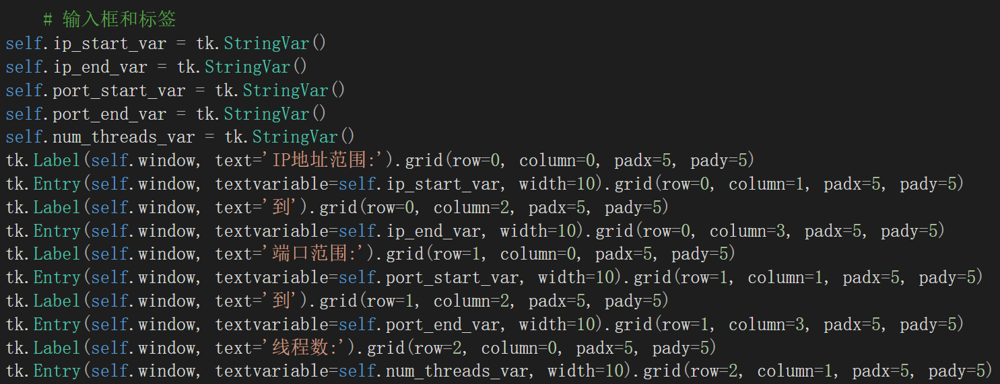 # 输入框和标签
self.ip_start_var = tk.StringVar()
self.ip_end_var = tk.StringVar()
self.port_start_var = tk.StringVar()
self.port_end_var = tk.StringVar()
self.num_threads_var = tk.StringVar()
tk.Label(self.window, text='IP地址范围:').grid(row=0, column=0, padx=5, pady=5)
tk.Entry(self.window, textvariable=self.ip_start_var, width=10).grid(row=0, column=1, padx=5, pady=5)
tk.Label(self.window, text='到').grid(row=0, column=2, padx=5, pady=5)
tk.Entry(self.window, textvariable=self.ip_end_var, width=10).grid(row=0, column=3, padx=5, pady=5)
tk.Label(self.window, text='端口范围:').grid(row=1, column=0, padx=5, pady=5)
tk.Entry(self.window, textvariable=self.port_start_var, width=10).grid(row=1, column=1, padx=5, pady=5)
tk.Label(self.window, text='到').grid(row=1, column=2, padx=5, pady=5)
tk.Entry(self.window, textvariable=self.port_end_var, width=10).grid(row=1, column=3, padx=5, pady=5)
tk.Label(self.window, text='线程数:').grid(row=2, column=0, padx=5, pady=5)
tk.Entry(self.window, textvariable=self.num_threads_var, width=10).grid(row=2, column=1, padx=5, pady=5)